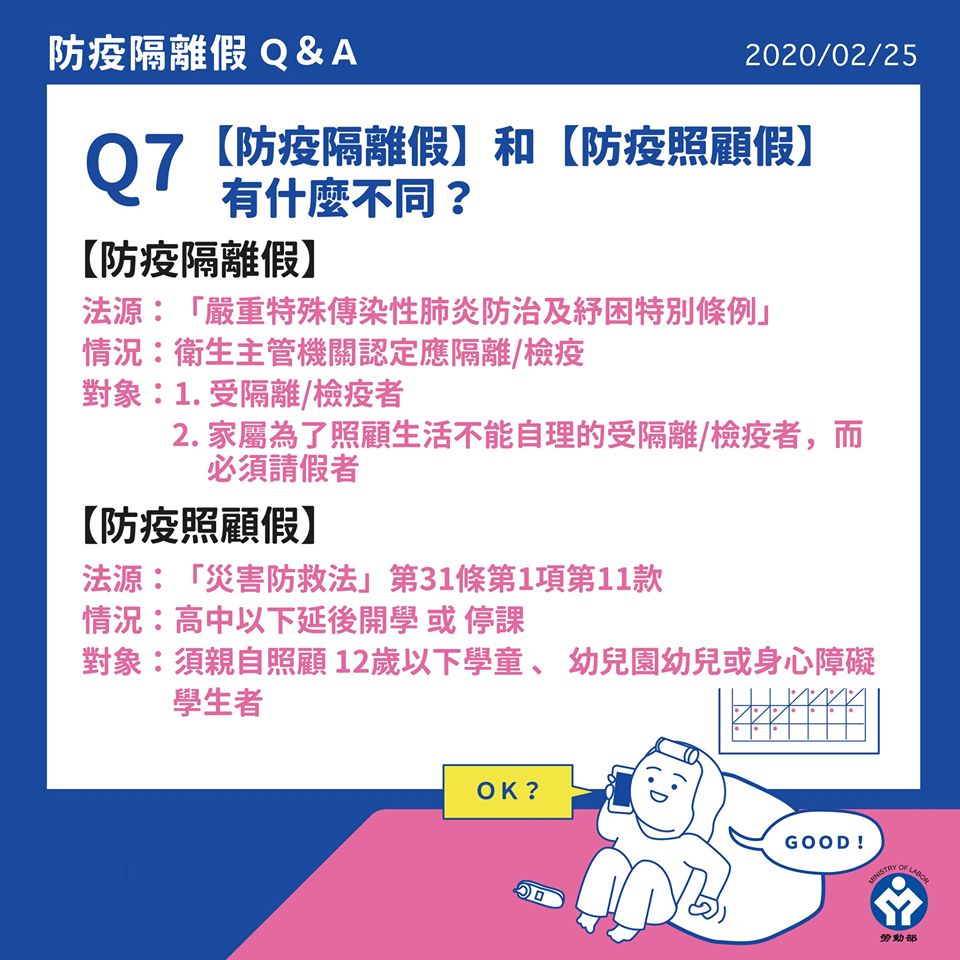 防疫隔離假 Q&A
2020/02/25
Q7【防疫隔離假】和【防疫照顧假】
有什麼不同？
【防疫隔離假】
法源：「嚴重特殊傳染性肺炎防治及紓困特別條例」
情況：衛生主管機關認定應隔離/檢疫
對象：1. 受隔離/檢疫者
2. 家屬為了照顧生活不能自理的受隔離/檢疫者，而
必須請假者
【防疫照顧假】
法源：「災害防救法」第31條第1項第11款
情況：高中以下延後開學 或 停課
對象：須親自照顧 12歲以下學童、 幼兒園幼兒或身心障礙
學生者
OK？
GOOD！
MINISTRY OF LABOR
勞動部